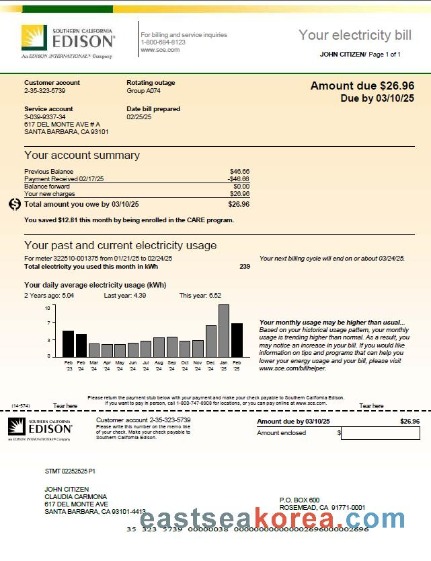 SOUTHERN CALIFORNIA
EDISON
An EDISON INTERNATIONAL Company
For billing and service inquiries
1-800-684-8123
www.sce.com
Your electricity bill
JOHN CITIZEN/ Page 1 of 1
Customer account
2-35-323-5739
Rotating outage
Group A074
Amount due $26.96
Due by 03/10/25
Service account
3-039-9337-34
617 DEL MONTE AVE # A
SANTA BARBARA, CA 93101
Date bill prepared
02/25/25
Your account summary
Previous Balance $46.66
Payment Received 02/17/25 -$46.66
Balance forward $0.00
Your new charges $26.96
Total amount you owe by 03/10/25 $26.96
You saved $12.81 this month by being enrolled in the CARE program.
Your past and current electricity usage
For meter 322510-001375 from 01/21/25 to 02/24/25
Total electricity you used this month in kWh 239
Your next billing cycle will end on or about 03/24/25.
Your daily average electricity usage (kWh)
2 Years ago: 5.04 Last year: 4.39 This year: 6.52
10
7
3
0
Feb Feb Mar Apr May Jun Jul Aug Sep Oct Nov Dec Jan Feb
'23 '24 '24 '24 '24 '24 '24 '24 '24 '24 '24 '24 '25 '25
Your monthly usage may be higher than usual...
Based on your historical usage pattern, your monthly
usage is trending higher than normal. As a result, you
may notice an increase in your bill. If you would like
information on tips and programs that can help you
lower your energy usage and your bill, please visit
www.sce.com/billhelper.
Please return the payment stub below with your payment and make your check payable to Southern California Edison.
If you want to pay in person, call 1-800-747-8908 for locations, or you can pay online at www.sce.com.
(14-574) Tear here Tear here
SOUTHERN CALIFORNIA
EDISON
An EDISON INTERNATIONAL Company
Customer account 2-35-323-5739
Please write this number on the memo line
of your check. Make your check payable to
Southern California Edison.
Amount due by 03/10/25 $26.96
Amount enclosed $
STMT 02252025 P1
JOHN CITIZEN
CLAUDIA CARMONA
617 DEL MONTE AVE
SANTA BARBARA, CA 93101-4413
P.O. BOX 600
ROSEMEAD, CA 91771-0001
eastseakorea.com
35 323 5739 00000038